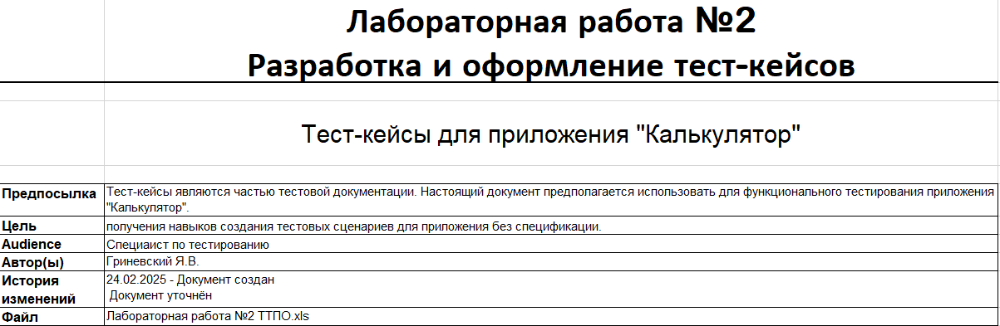 Лабораторная работа №2
Разработка и оформление тест-кейсов
Тест-кейсы для приложения "Калькулятор"
Предпосылка Тест-кейсы являются частью тестовой документации. Настоящий документ предполагается использовать для функционального тестирования приложения
"Калькулятор".
Цель получения навыков создания тестовых сценариев для приложения без спецификации.
Audience Специаист по тестированию
Автор(ы) Гриневский Я.В.
История 24.02.2025 - Документ создан
изменений Документ уточнён
Файл Лабораторная работа №2 ТТПО.xls